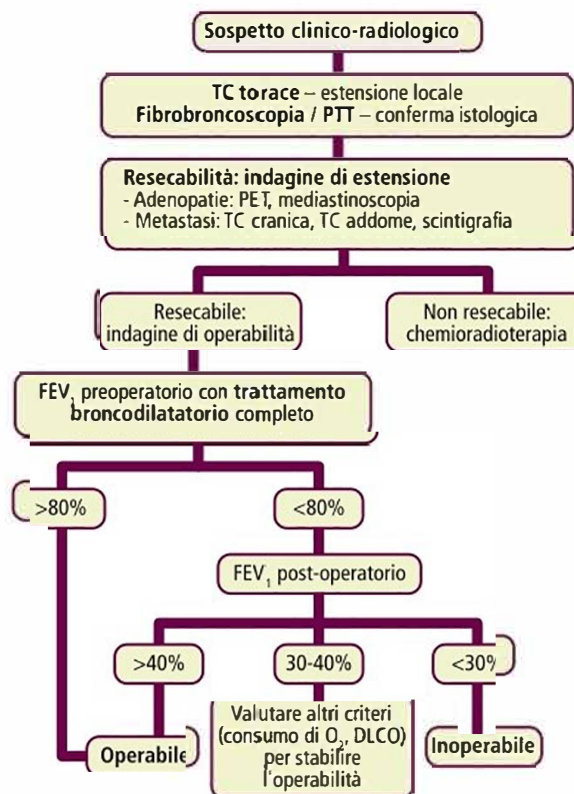 Sospetto clinico-radiologico
TC torace – estensione locale
Fibrobroncoscopia / PTT – conferma istologica
Resecabilità: indagine di estensione
- Adenopatie: PET, mediastinoscopia
- Metastasi: TC cranica, TC addome, scintigrafia
Resecabile:
indagine di operabilità
Non resecabile:
chemioradioterapia
FEV₁ preoperatorio con trattamento
broncodilatatorio completo
>80%
<80%
FEV₁ post-operatorio
>40%
30-40%
<30%
Operabile
Valutare altri criteri
(consumo di O₂, DLCO)
per stabilire
l'operabilità
Inoperabile